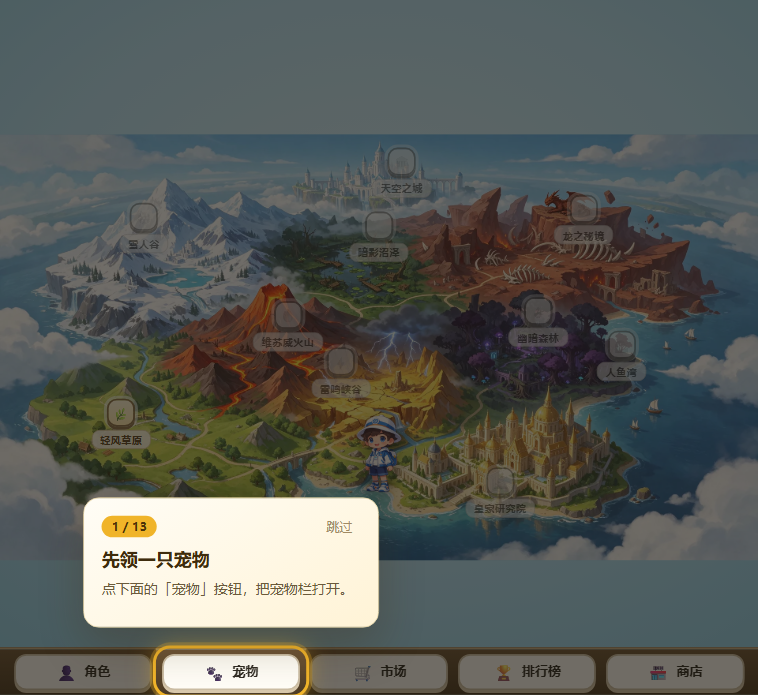 天空之城
雪人谷
暗影沼泽
龙之秘境
维苏威火山
幽暗森林
雷鸣峡谷
人鱼湾
轻风草原
皇家研究院
1 / 13
跳过
先领一只宠物
点下面的「宠物」按钮，把宠物栏打开。
角色
宠物
市场
排行榜
商店